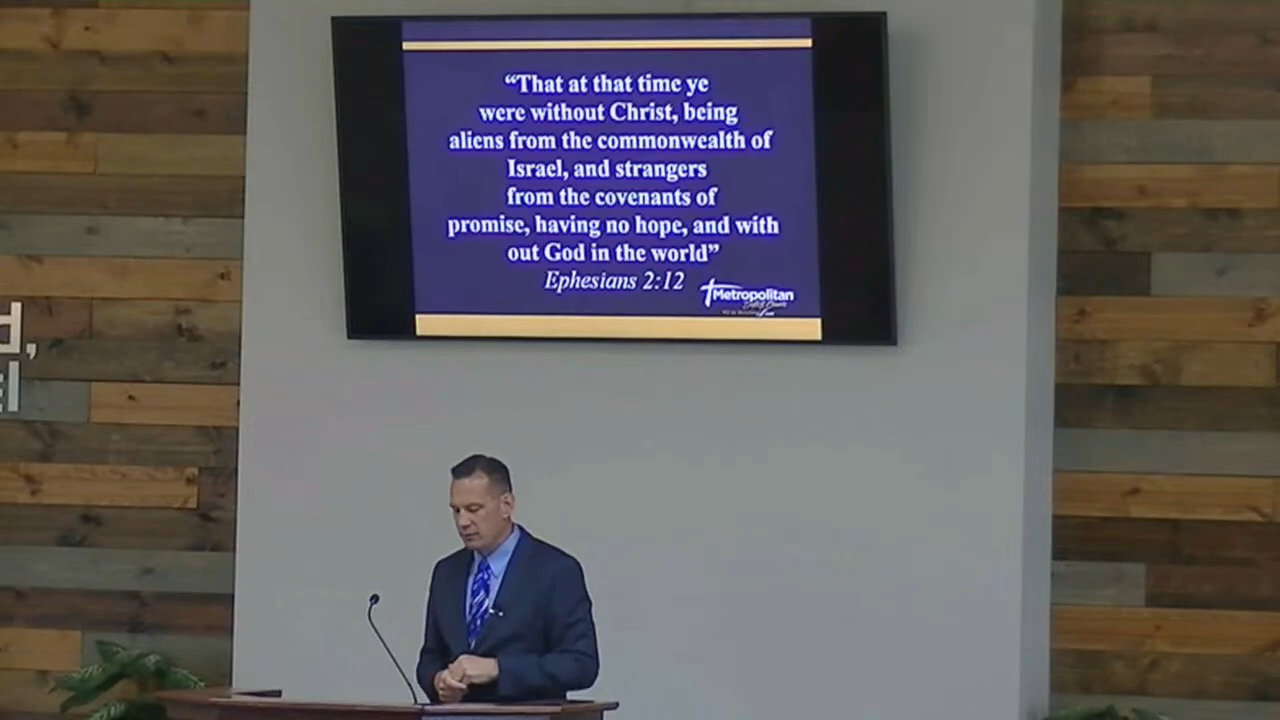 “That at that time ye
were without Christ, being
aliens from the commonwealth of
Israel, and strangers
from the covenants of
promise, having no hope, and with
out God in the world”
Ephesians 2:12
Metropolitan
d,